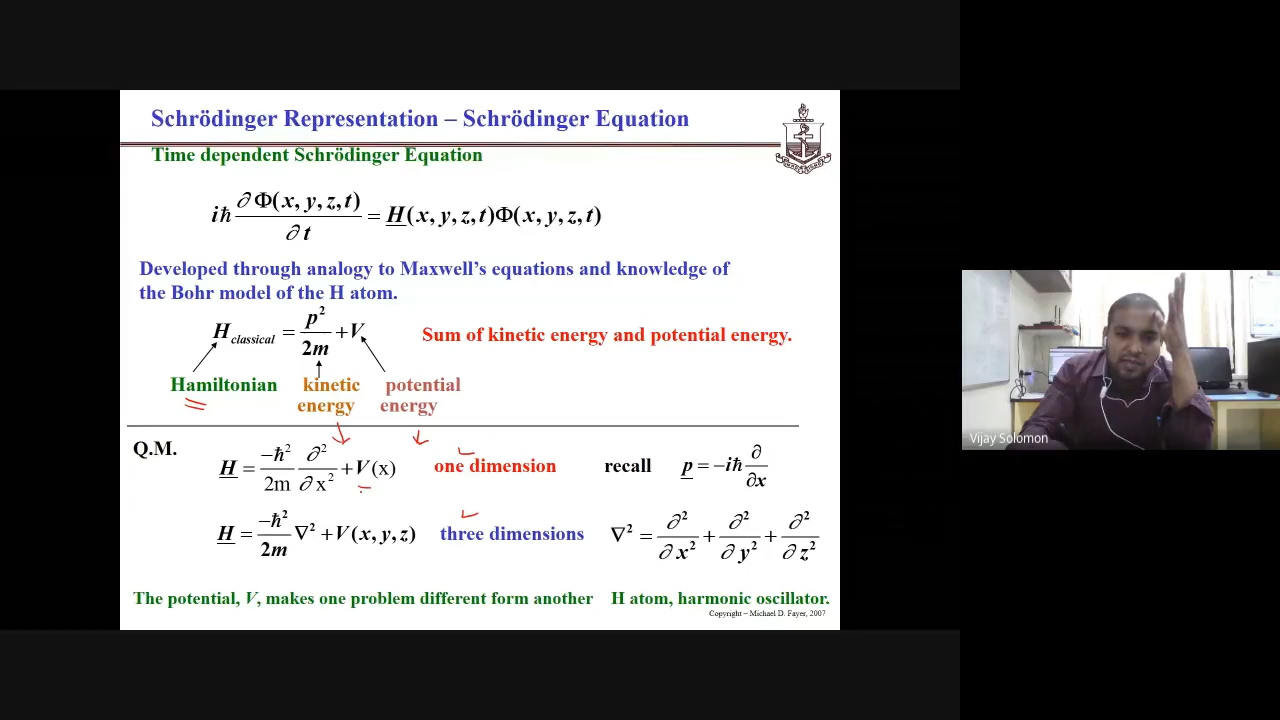 Schrödinger Representation – Schrödinger Equation
Time dependent Schrödinger Equation
iħ ∂Φ(x, y, z, t)/∂t = H(x, y, z, t)Φ(x, y, z, t)
Developed through analogy to Maxwell's equations and knowledge of
the Bohr model of the H atom.
H classical = p²/2m + V Sum of kinetic energy and potential energy.
Hamiltonian kinetic energy potential energy
Q.M. H = −ħ²/2m ∂²/∂x² + V(x) one dimension recall p = −iħ ∂/∂x
H = −ħ²/2m ∇² + V(x, y, z) three dimensions ∇² = ∂²/∂x² + ∂²/∂y² + ∂²/∂z²
The potential, V, makes one problem different form another H atom, harmonic oscillator.
Copyright – Michael D. Fayer, 2007
Vijay Solomon